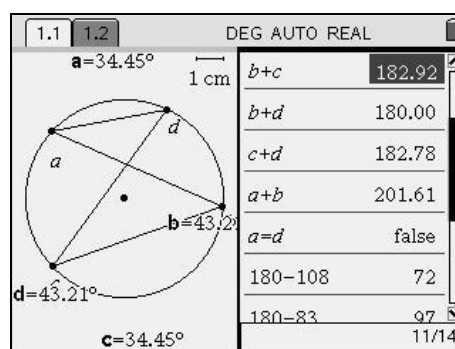 1.1 1.2 DEG AUTO REAL
a=34.45°
1 cm
d
a
b=43.2
d=43.21°
c=34.45°
b+c 182.92
b+d 180.00
c+d 182.78
a+b 201.61
a=d false
180−108 72
180−83 97
11/14